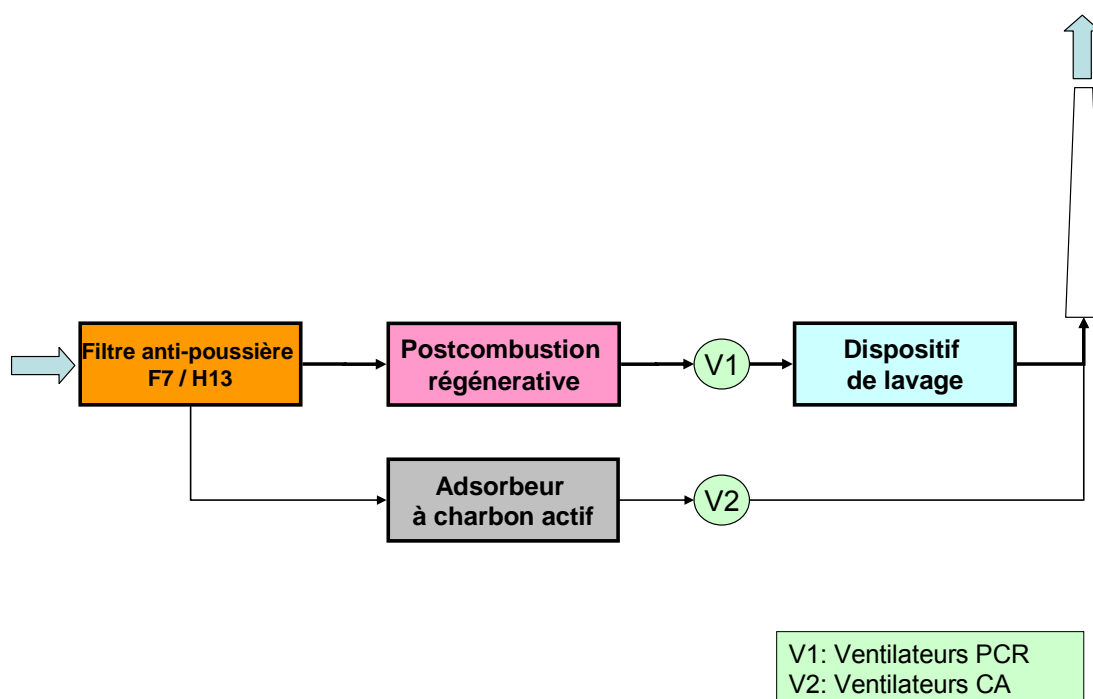 Filtre anti-poussière
F7 / H13
Postcombustion
régénerative
V1
Dispositif
de lavage
Adsorbeur
à charbon actif
V2
V1: Ventilateurs PCR
V2: Ventilateurs CA